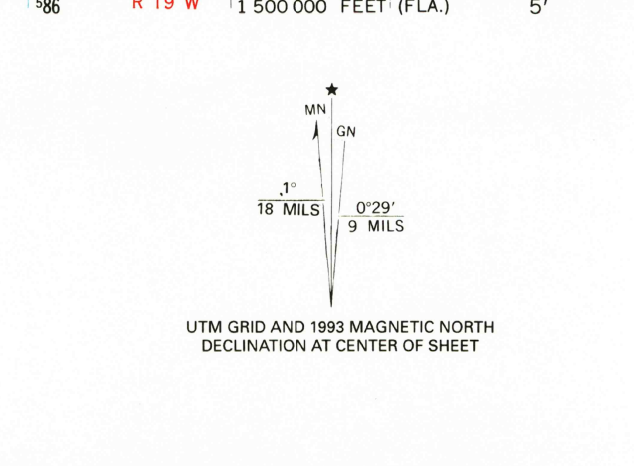 ⁵86 R 19 W 1 500 000 FEET (FLA.) 5′
★
MN
GN
1°
18 MILS
0°29′
9 MILS
UTM GRID AND 1993 MAGNETIC NORTH
DECLINATION AT CENTER OF SHEET